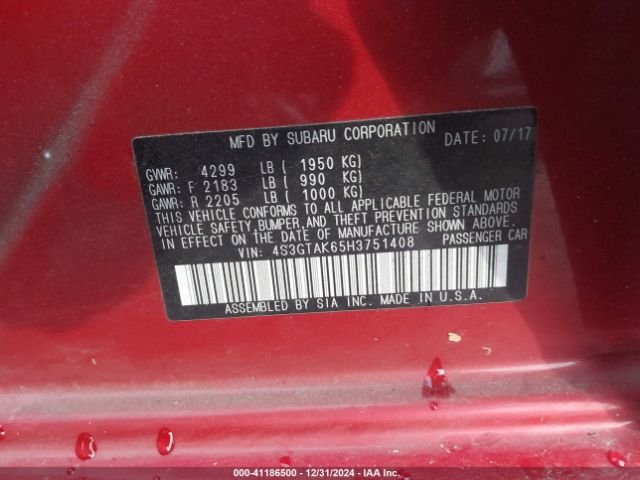 MFD BY SUBARU CORPORATION DATE: 07/17
GVWR: 4299 LB ( 1950 KG)
GAWR: F 2183 LB ( 990 KG)
GAWR: R 2205 LB ( 1000 KG)
THIS VEHICLE CONFORMS TO ALL APPLICABLE FEDERAL MOTOR
VEHICLE SAFETY, BUMPER, AND THEFT PREVENTION STANDARDS
IN EFFECT ON THE DATE OF MANUFACTURE SHOWN ABOVE.
VIN: 4S3GTAK65H3751408 PASSENGER CAR
ASSEMBLED BY SIA INC. MADE IN U.S.A.
000-41186500 - 12/31/2024 - IAA Inc.